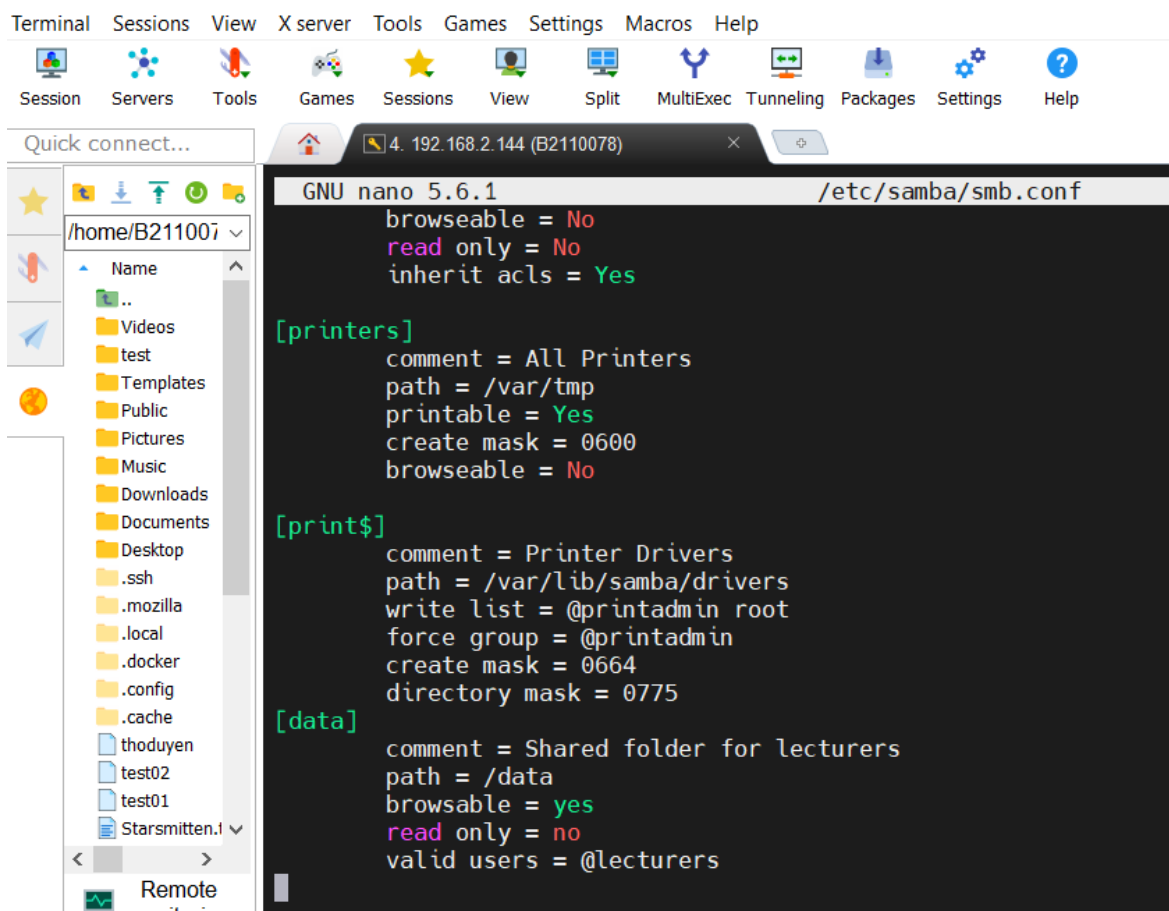 Terminal Sessions View X server Tools Games Settings Macros Help
Session Servers Tools Games Sessions View Split MultiExec Tunneling Packages Settings Help
Quick connect...
4. 192.168.2.144 (B2110078)
/home/B211007
Name
..
Videos
test
Templates
Public
Pictures
Music
Downloads
Documents
Desktop
.ssh
.mozilla
.local
.docker
.config
.cache
thoduyen
test02
test01
Starsmitten.t
Remote
GNU nano 5.6.1 /etc/samba/smb.conf
browseable = No
read only = No
inherit acls = Yes
[printers]
comment = All Printers
path = /var/tmp
printable = Yes
create mask = 0600
browseable = No
[print$]
comment = Printer Drivers
path = /var/lib/samba/drivers
write list = @printadmin root
force group = @printadmin
create mask = 0664
directory mask = 0775
[data]
comment = Shared folder for lecturers
path = /data
browsable = yes
read only = no
valid users = @lecturers